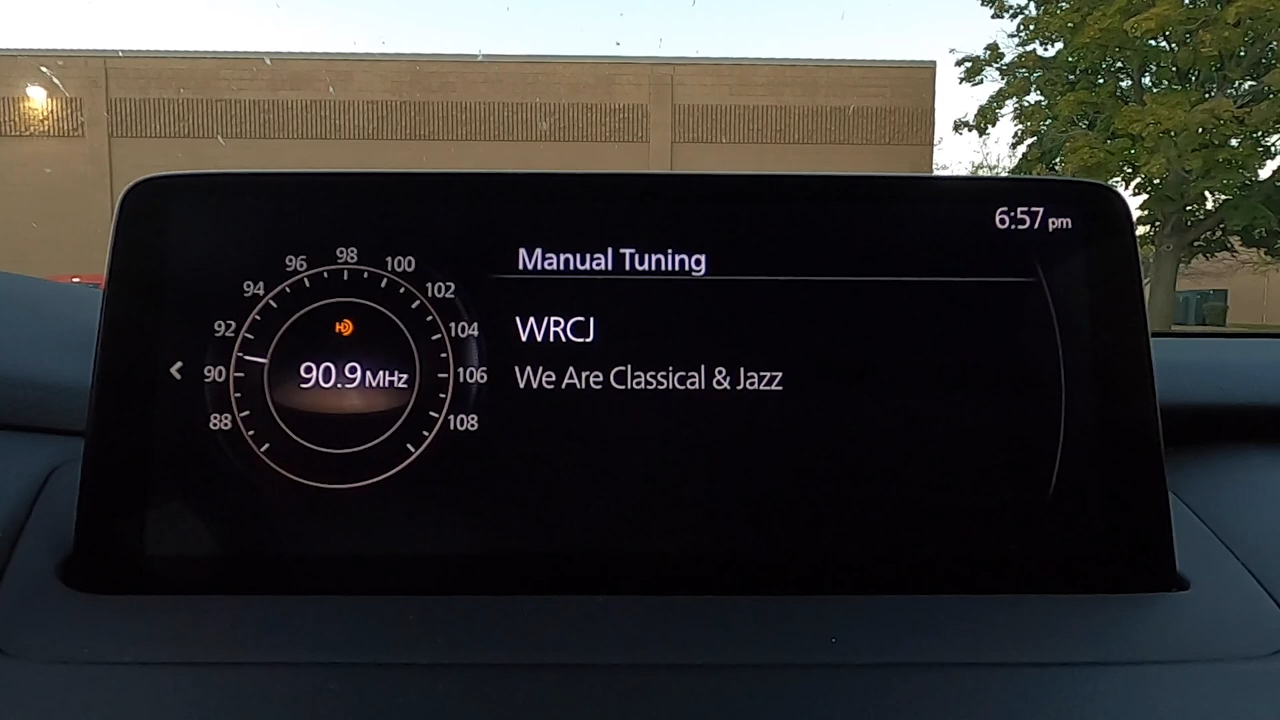 6:57 pm
Manual Tuning
WRCJ
We Are Classical & Jazz
HD
90.9 MHz
88
90
92
94
96
98
100
102
104
106
108